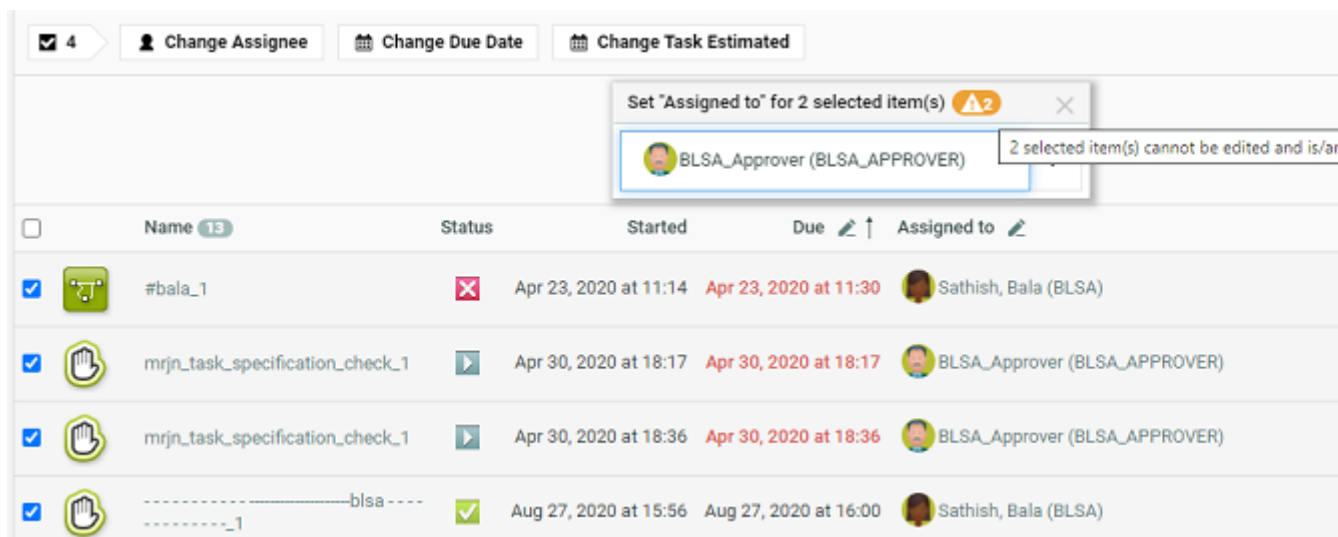 4 Change Assignee Change Due Date Change Task Estimated
Set "Assigned to" for 2 selected item(s) 2
BLSA_Approver (BLSA_APPROVER)
2 selected item(s) cannot be edited and is/ar
Name 13 Status Started Due Assigned to
#bala_1 Apr 23, 2020 at 11:14 Apr 23, 2020 at 11:30 Sathish, Bala (BLSA)
mrjn_task_specification_check_1 Apr 30, 2020 at 18:17 Apr 30, 2020 at 18:17 BLSA_Approver (BLSA_APPROVER)
mrjn_task_specification_check_1 Apr 30, 2020 at 18:36 Apr 30, 2020 at 18:36 BLSA_Approver (BLSA_APPROVER)
- - - - - - - - - - - --------------------blsa - - - - Aug 27, 2020 at 15:56 Aug 27, 2020 at 16:00 Sathish, Bala (BLSA)
- - - - - - - - - -_1